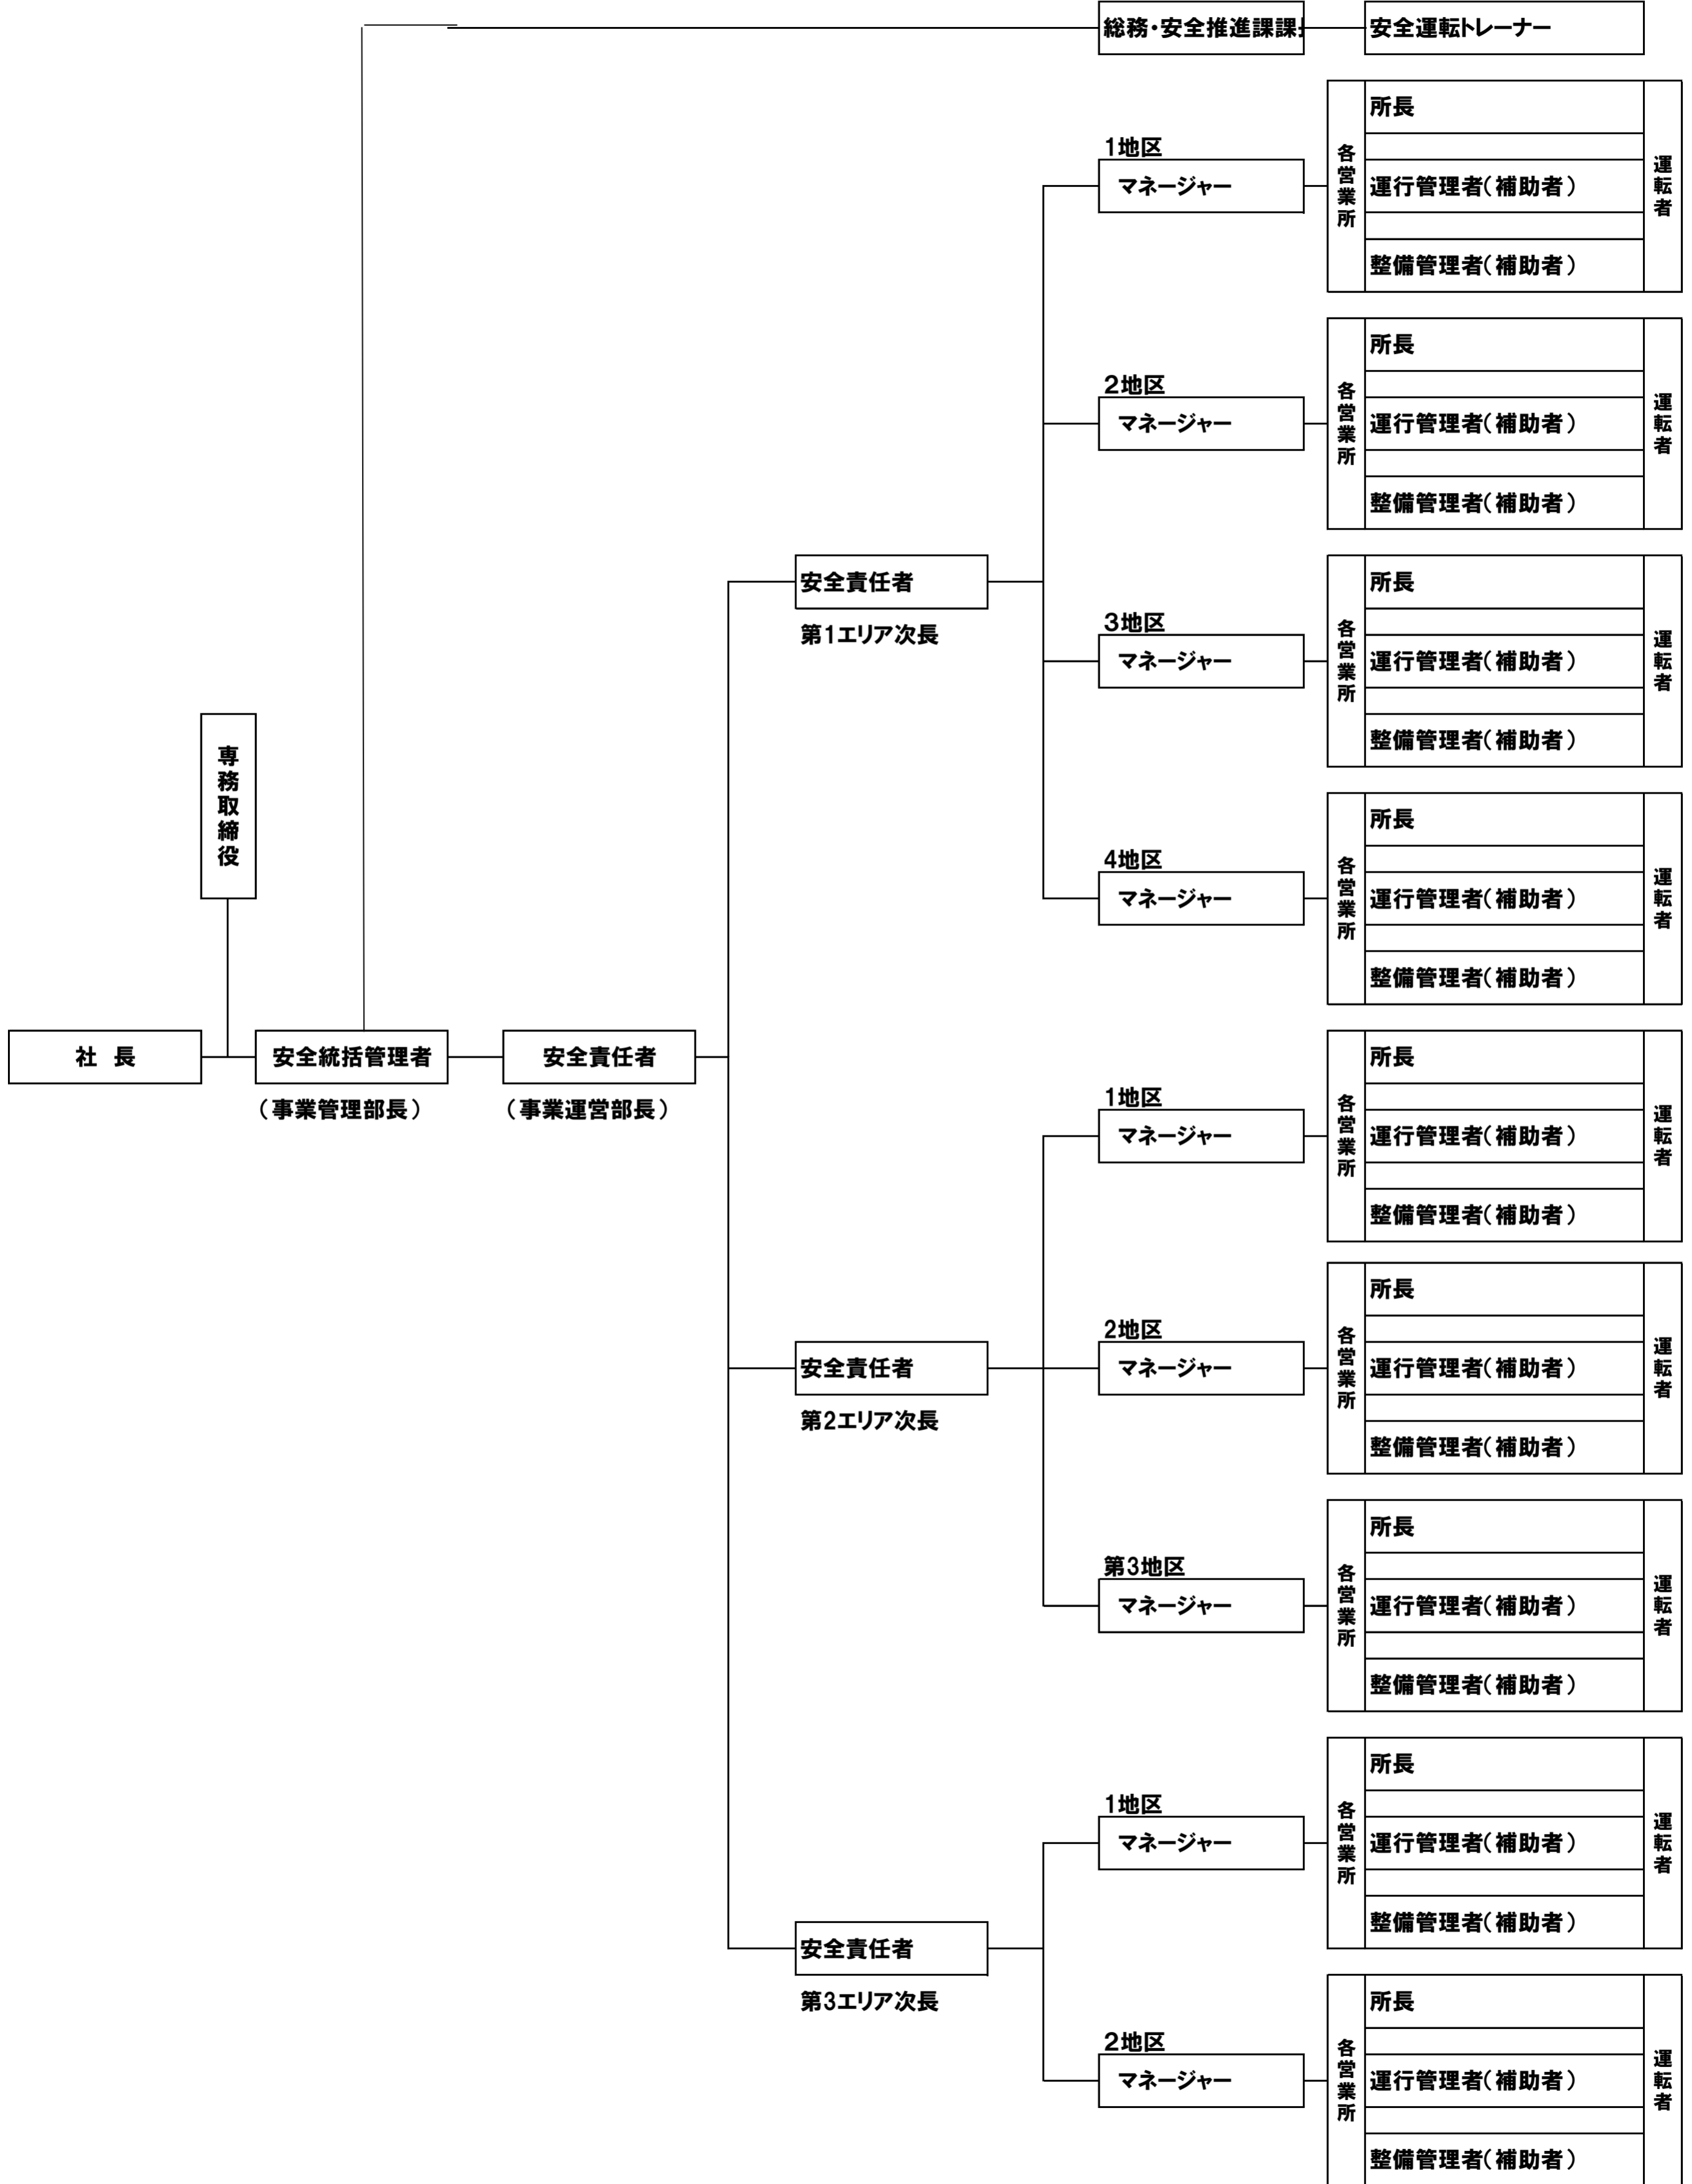 総務・安全推進課課長
安全運転トレーナー
1地区
マネージャー
各営業所
所長
運行管理者(補助者)
整備管理者(補助者)
運転者
2地区
マネージャー
各営業所
所長
運行管理者(補助者)
整備管理者(補助者)
運転者
安全責任者
第1エリア次長
3地区
マネージャー
各営業所
所長
運行管理者(補助者)
整備管理者(補助者)
運転者
専務取締役
4地区
マネージャー
各営業所
所長
運行管理者(補助者)
整備管理者(補助者)
運転者
社 長
安全統括管理者
(事業管理部長)
安全責任者
(事業運営部長)
1地区
マネージャー
各営業所
所長
運行管理者(補助者)
整備管理者(補助者)
運転者
安全責任者
第2エリア次長
2地区
マネージャー
各営業所
所長
運行管理者(補助者)
整備管理者(補助者)
運転者
第3地区
マネージャー
各営業所
所長
運行管理者(補助者)
整備管理者(補助者)
運転者
1地区
マネージャー
各営業所
所長
運行管理者(補助者)
整備管理者(補助者)
運転者
安全責任者
第3エリア次長
2地区
マネージャー
各営業所
所長
運行管理者(補助者)
整備管理者(補助者)
運転者